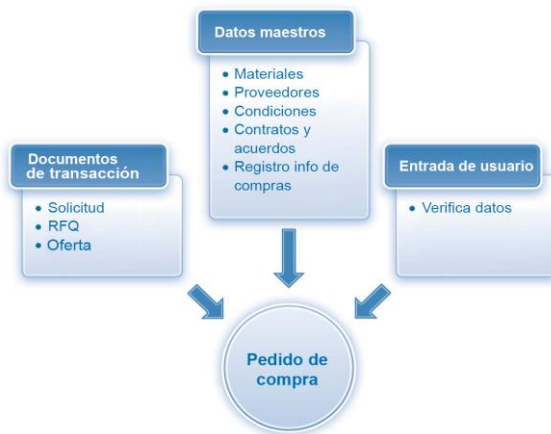 Datos maestros
• Materiales
• Proveedores
• Condiciones
• Contratos y
acuerdos
• Registro info de
compras
Documentos
de transacción
• Solicitud
• RFQ
• Oferta
Entrada de usuario
• Verifica datos
Pedido de
compra